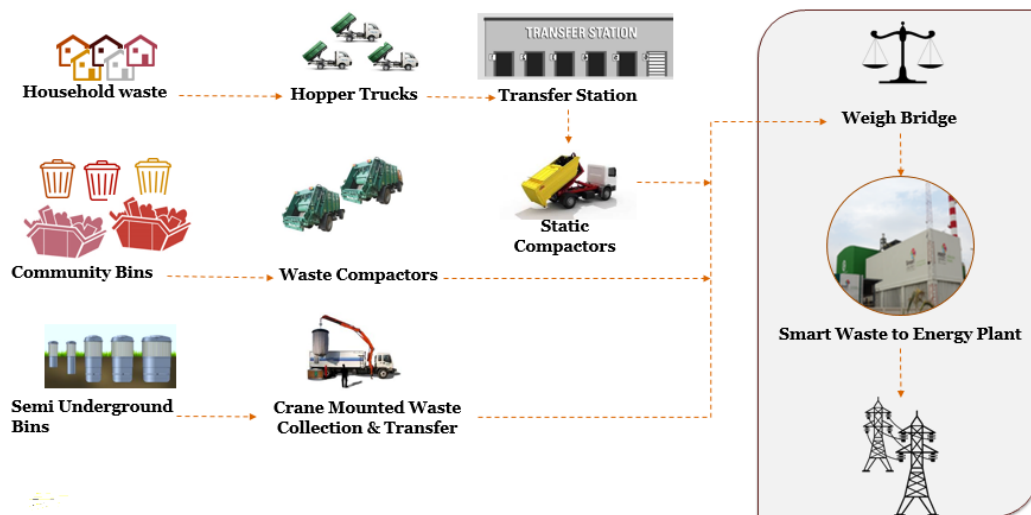 TRANSFER STATION
Household waste
Hopper Trucks
Transfer Station
Weigh Bridge
Static
Compactors
Community Bins
Waste Compactors
Smart Waste to Energy Plant
Semi Underground
Bins
Crane Mounted Waste
Collection & Transfer